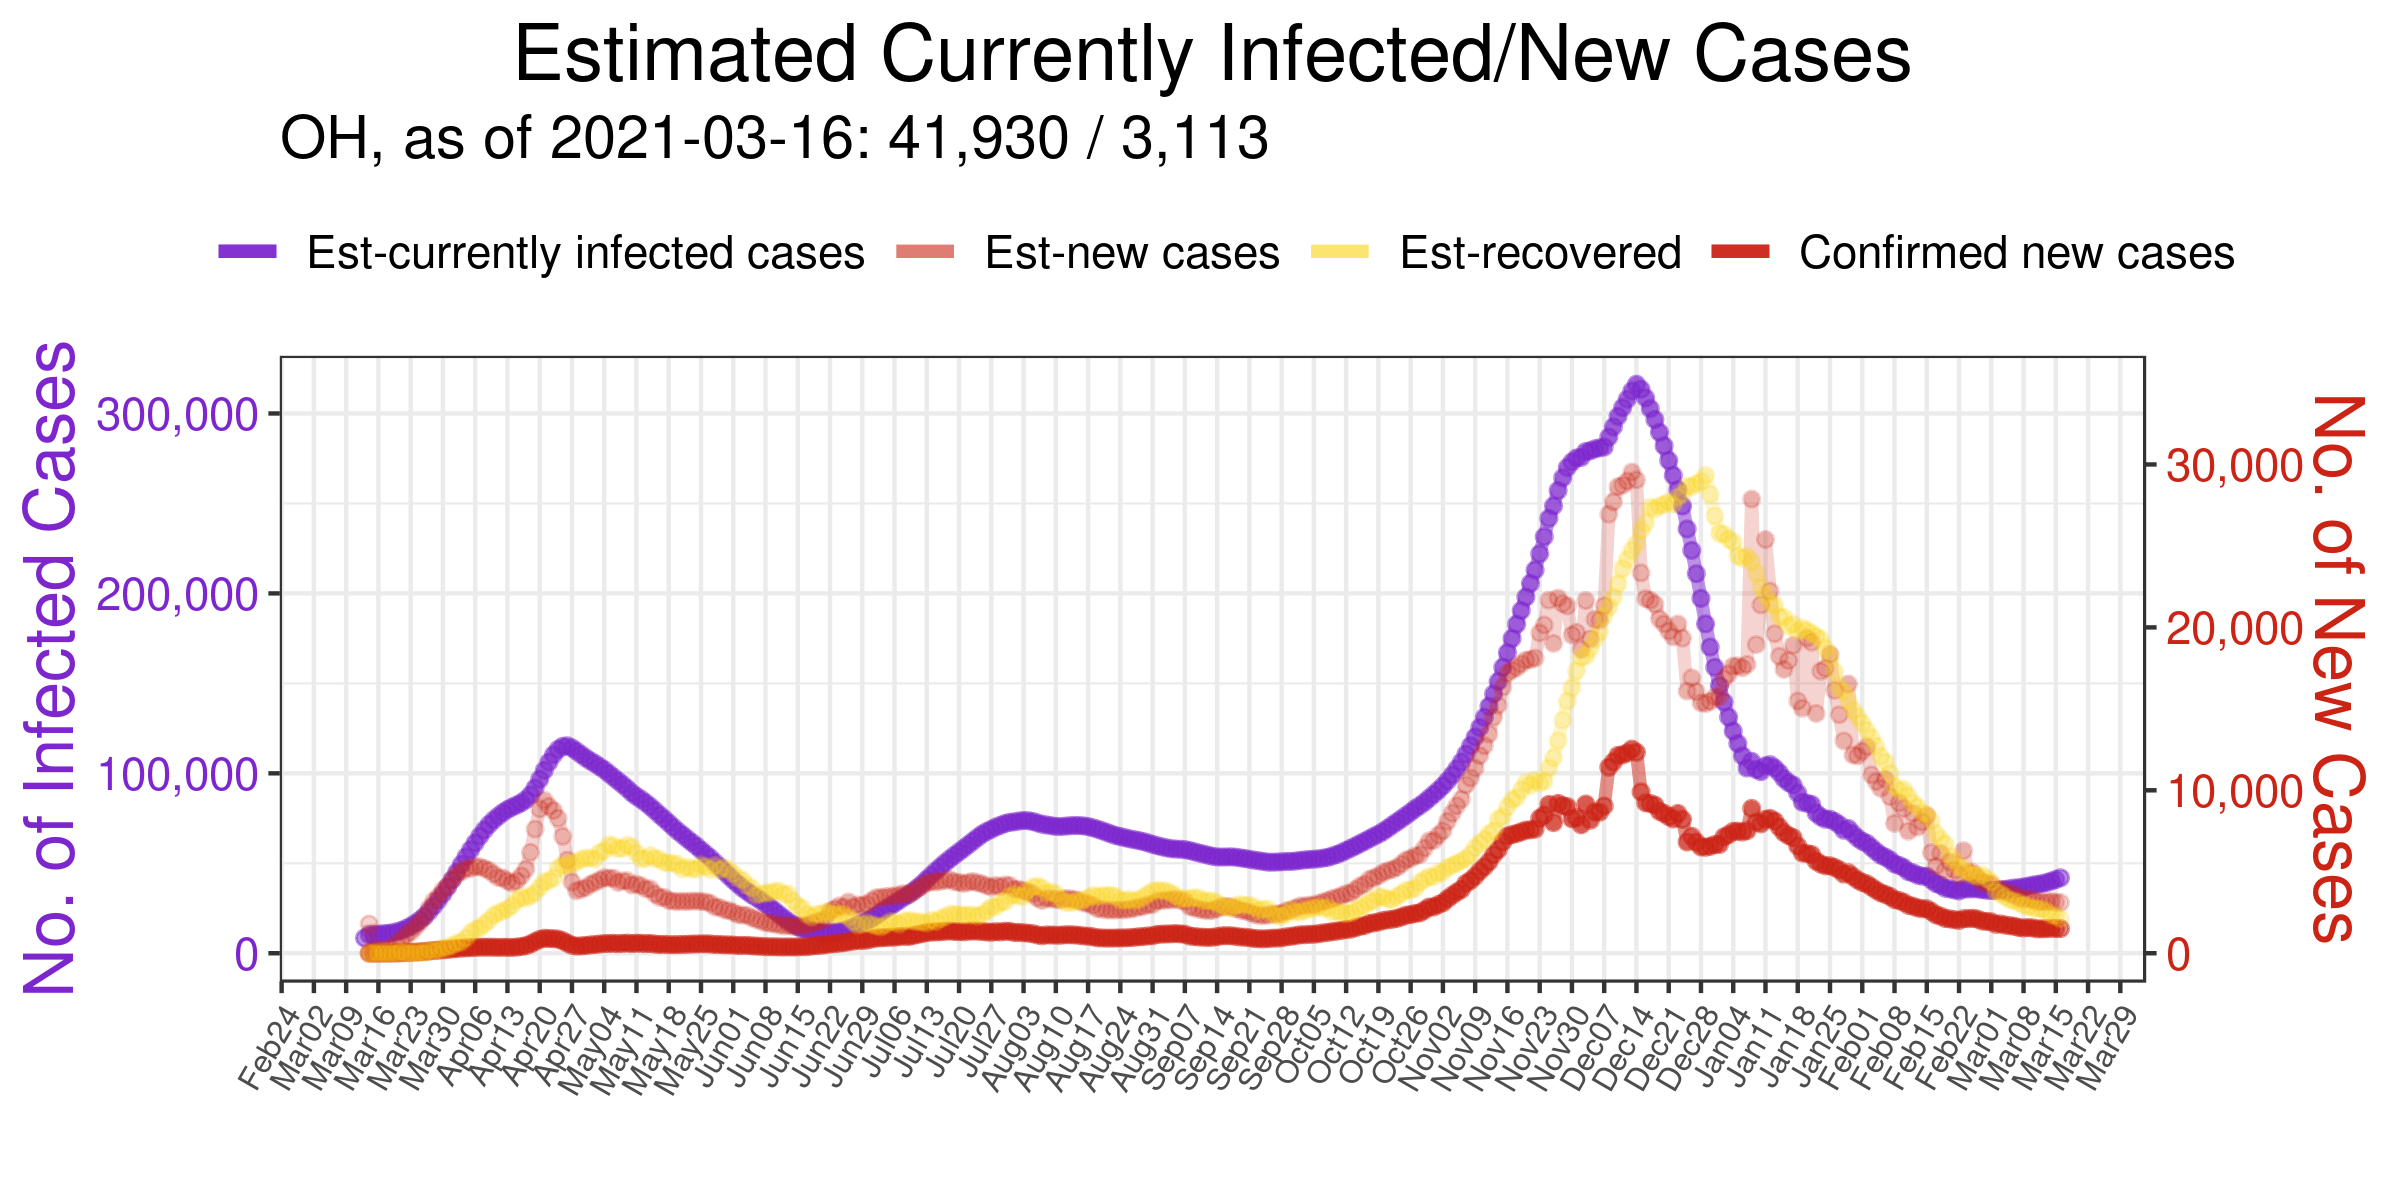 Estimated Currently Infected/New Cases
OH, as of 2021-03-16: 41,930 / 3,113
Est-currently infected cases Est-new cases Est-recovered Confirmed new cases
No. of Infected Cases
300,000
200,000
100,000
0
30,000
20,000
10,000
0
No. of New Cases
Feb24 Mar02 Mar09 Mar16 Mar23 Mar30 Apr06 Apr13 Apr20 Apr27 May04 May11 May18 May25 Jun01 Jun08 Jun15 Jun22 Jun29 Jul06 Jul13 Jul20 Jul27 Aug03 Aug10 Aug17 Aug24 Aug31 Sep07 Sep14 Sep21 Sep28 Oct05 Oct12 Oct19 Oct26 Nov02 Nov09 Nov16 Nov23 Nov30 Dec07 Dec14 Dec21 Dec28 Jan04 Jan11 Jan18 Jan25 Feb01 Feb08 Feb15 Feb22 Mar01 Mar08 Mar15 Mar22 Mar29